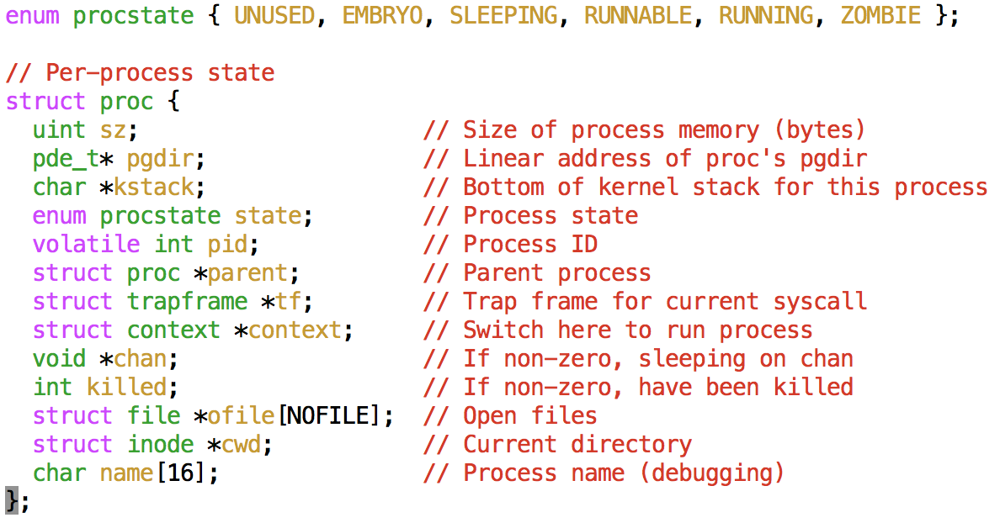 enum procstate { UNUSED, EMBRYO, SLEEPING, RUNNABLE, RUNNING, ZOMBIE };

// Per-process state
struct proc {
  uint sz;                     // Size of process memory (bytes)
  pde_t* pgdir;                // Linear address of proc's pgdir
  char *kstack;                // Bottom of kernel stack for this process
  enum procstate state;        // Process state
  volatile int pid;            // Process ID
  struct proc *parent;         // Parent process
  struct trapframe *tf;        // Trap frame for current syscall
  struct context *context;     // Switch here to run process
  void *chan;                  // If non-zero, sleeping on chan
  int killed;                  // If non-zero, have been killed
  struct file *ofile[NOFILE];  // Open files
  struct inode *cwd;           // Current directory
  char name[16];               // Process name (debugging)
};